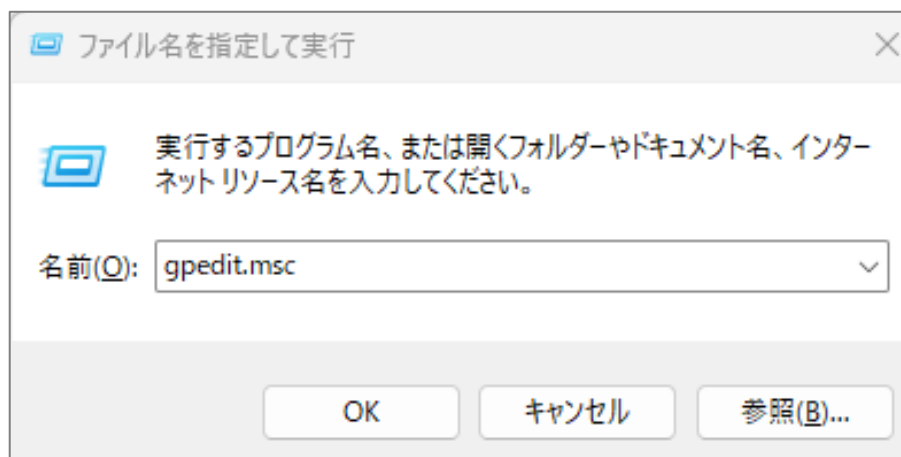 ファイル名を指定して実行
実行するプログラム名、または開くフォルダーやドキュメント名、インター
ネット リソース名を入力してください。
名前(O): gpedit.msc
OK キャンセル 参照(B)...